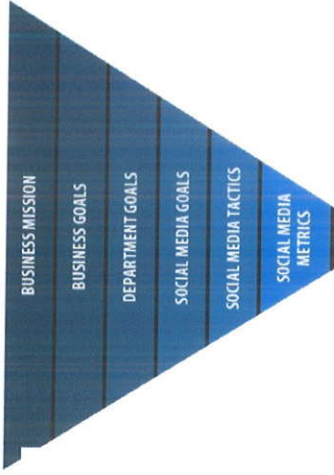 BUSINESS MISSION
BUSINESS GOALS
DEPARTMENT GOALS
SOCIAL MEDIA GOALS
SOCIAL MEDIA TACTICS
SOCIAL MEDIA
METRICS